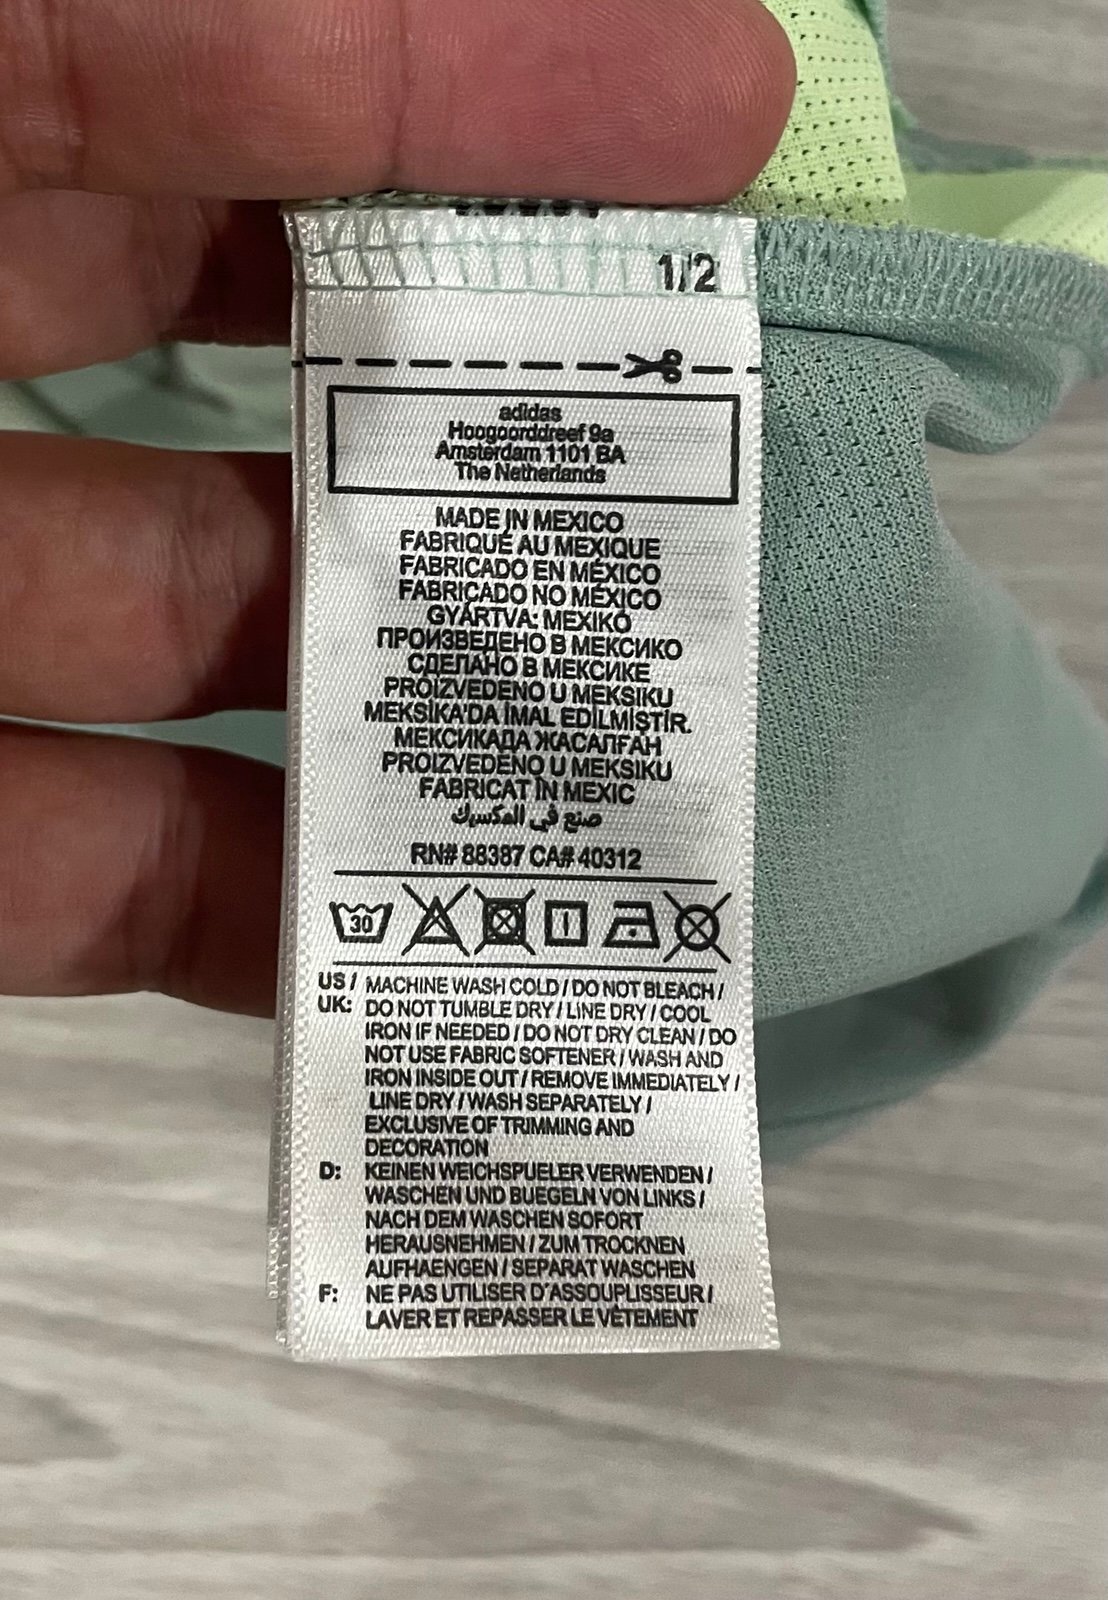 1/2
adidas
Hoogoorddreef 9a
Amsterdam 1101 BA
The Netherlands
MADE IN MEXICO
FABRIQUÉ AU MEXIQUE
FABRICADO EN MÉXICO
FABRICADO NO MÉXICO
GYÁRTVA: MEXIKÓ
ПРОИЗВЕДЕНО В МЕКСИКО
СДЕЛАНО В МЕКСИКЕ
PROIZVEDENO U MEKSIKU
MEKSİKA'DA İMAL EDİLMİŞTİR.
МЕКСИКАДА ЖАСАЛҒАН
PROIZVEDENO U MEKSIKU
FABRICAT ÎN MEXIC
صنع في المكسيك
RN# 88387 CA# 40312
30
US / MACHINE WASH COLD / DO NOT BLEACH /
UK: DO NOT TUMBLE DRY / LINE DRY / COOL
IRON IF NEEDED / DO NOT DRY CLEAN / DO
NOT USE FABRIC SOFTENER / WASH AND
IRON INSIDE OUT / REMOVE IMMEDIATELY /
LINE DRY / WASH SEPARATELY /
EXCLUSIVE OF TRIMMING AND
DECORATION
D: KEINEN WEICHSPUELER VERWENDEN /
WASCHEN UND BUEGELN VON LINKS /
NACH DEM WASCHEN SOFORT
HERAUSNEHMEN / ZUM TROCKNEN
AUFHAENGEN / SEPARAT WASCHEN
F: NE PAS UTILISER D'ASSOUPLISSEUR /
LAVER ET REPASSER LE VÊTEMENT